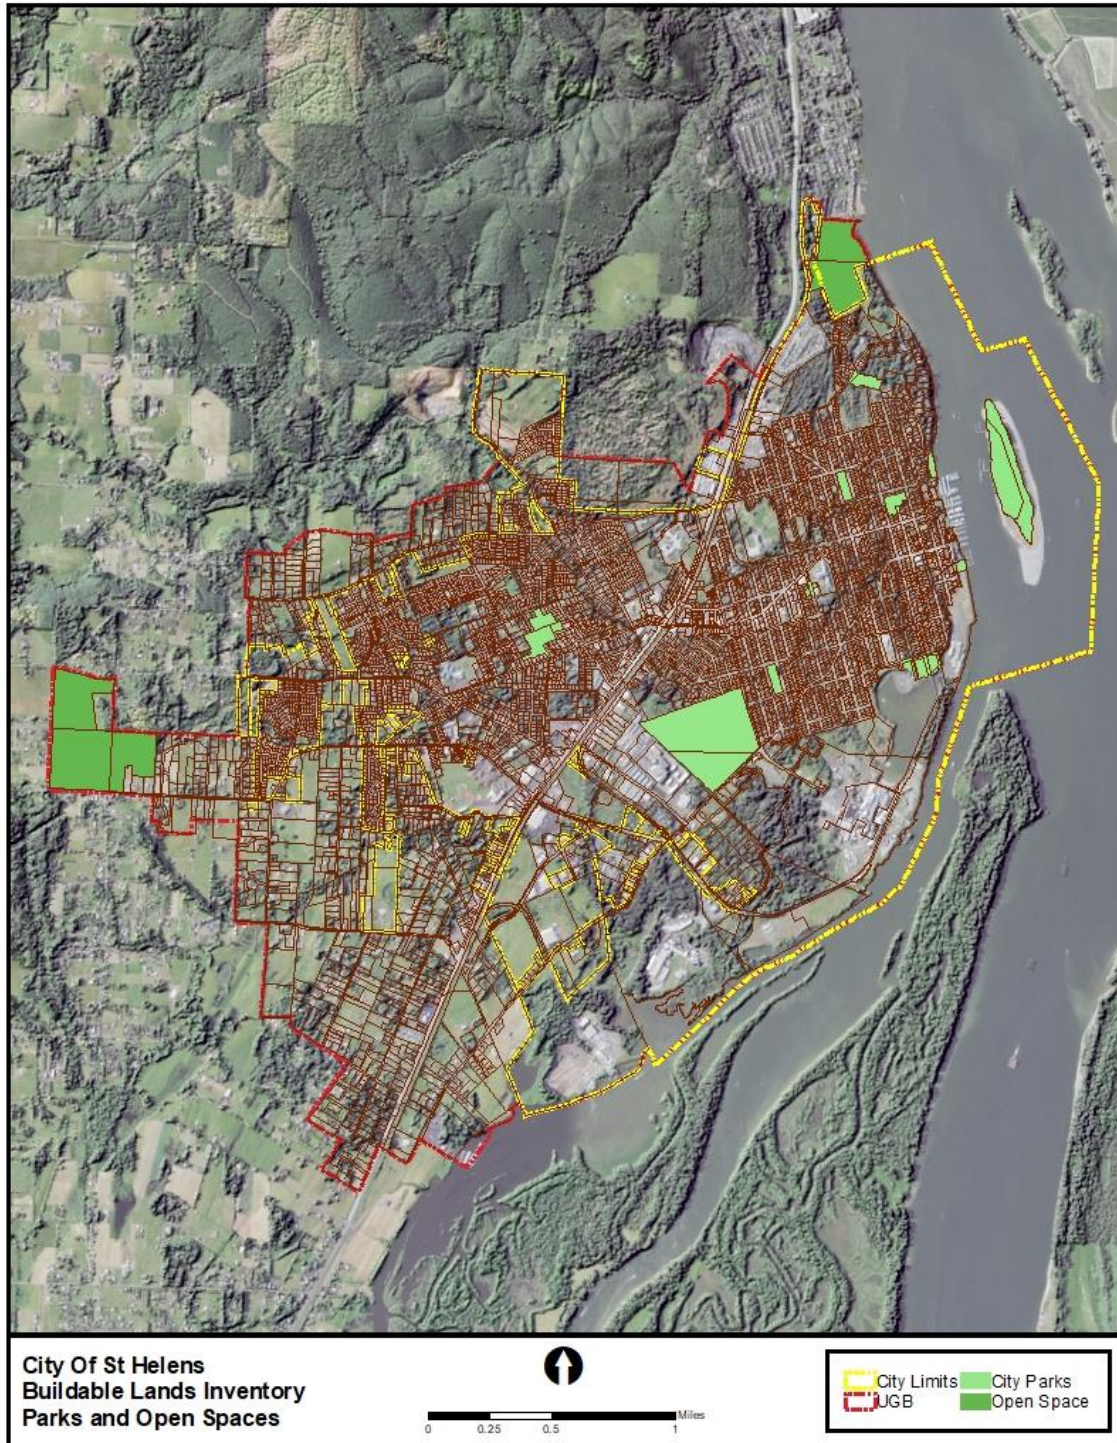 City Of St Helens
Buildable Lands Inventory
Parks and Open Spaces
Miles
0 0.25 0.5 1
City Limits City Parks
UGB Open Space